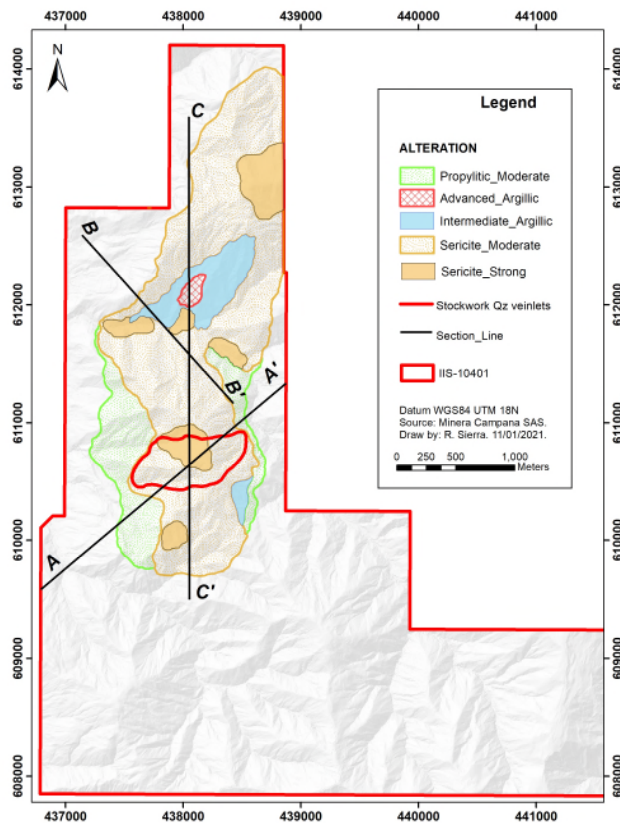 437000 438000 439000 440000 441000
614000
613000
612000
611000
610000
609000
608000
614000
613000
612000
611000
610000
609000
608000
N
C
B
A'
B'
A
C'
Legend
ALTERATION
Propylitic_Moderate
Advanced_Argillic
Intermediate_Argillic
Sericite_Moderate
Sericite_Strong
Stockwork Qz veinlets
Section_Line
IIS-10401
Datum WGS84 UTM 18N
Source: Minera Campana SAS.
Draw by: R. Sierra. 11/01/2021.
0 250 500 1,000
Meters
437000 438000 439000 440000 441000